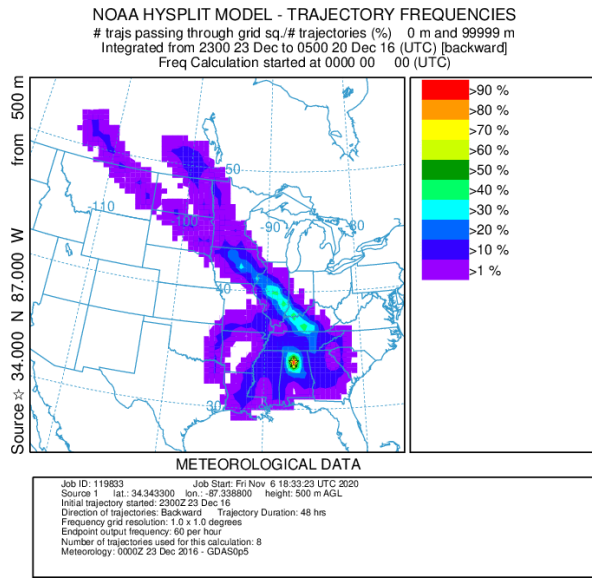 NOAA HYSPLIT MODEL - TRAJECTORY FREQUENCIES
# trajs passing through grid sq./# trajectories (%) 0 m and 99999 m
Integrated from 2300 23 Dec to 0500 20 Dec 16 (UTC) [backward]
Freq Calculation started at 0000 00 00 (UTC)
Source ☆ 34.000 N 87.000 W from 500 m
-110
-100
-90
-80
50
40
30
>90 %
>80 %
>70 %
>60 %
>50 %
>40 %
>30 %
>20 %
>10 %
>1 %
METEOROLOGICAL DATA
Job ID: 119833 Job Start: Fri Nov 6 18:33:23 UTC 2020
Source 1 lat.: 34.343300 lon.: -87.338800 height: 500 m AGL
Initial trajectory started: 2300Z 23 Dec 16
Direction of trajectories: Backward Trajectory Duration: 48 hrs
Frequency grid resolution: 1.0 x 1.0 degrees
Endpoint output frequency: 60 per hour
Number of trajectories used for this calculation: 8
Meteorology: 0000Z 23 Dec 2016 - GDAS0p5